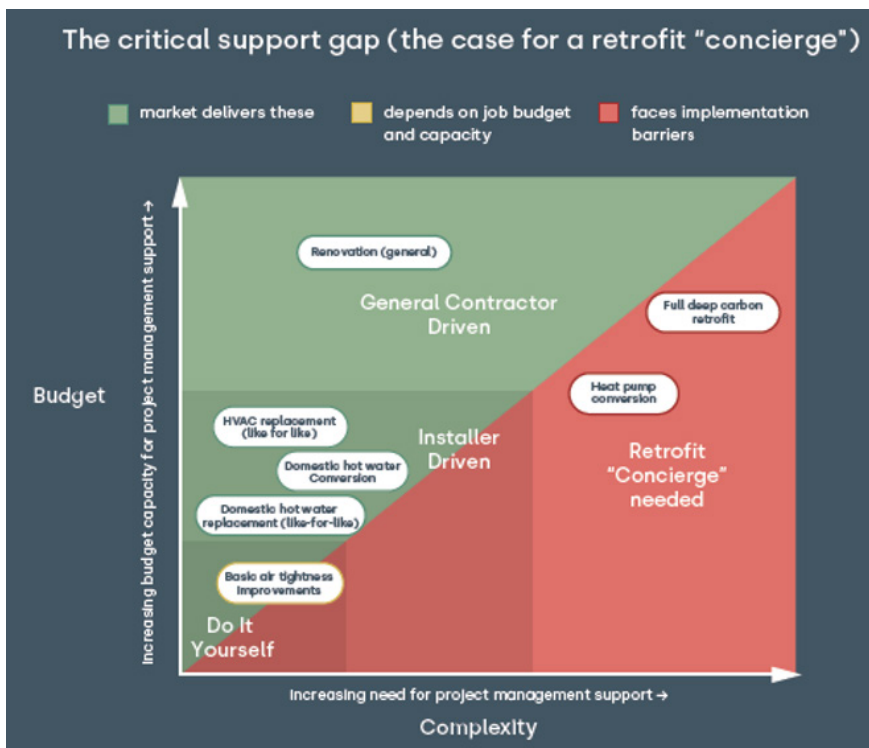 The critical support gap (the case for a retrofit “concierge”)
market delivers these
depends on job budget
and capacity
faces implementation
barriers
Increasing budget capacity for project management support →
Budget
Renovation (general)
General Contractor
Driven
Full deep carbon
retrofit
Heat pump
conversion
HVAC replacement
(like for like)
Installer
Driven
Domestic hot water
Conversion
Retrofit
“Concierge”
needed
Domestic hot water
replacement (like-for-like)
Basic air tightness
Improvements
Do It
Yourself
Increasing need for project management support →
Complexity